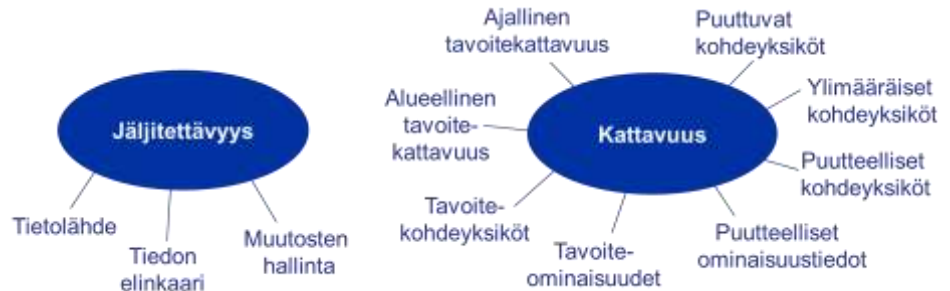 Jäljitettävyys
Tietolähde
Tiedon
elinkaari
Muutosten
hallinta
Ajallinen
tavoitekattavuus
Alueellinen
tavoite-
kattavuus
Tavoite-
kohdeyksiköt
Kattavuus
Tavoite-
ominaisuudet
Puuttuvat
kohdeyksiköt
Ylimääräiset
kohdeyksiköt
Puutteelliset
kohdeyksiköt
Puutteelliset
ominaisuustiedot